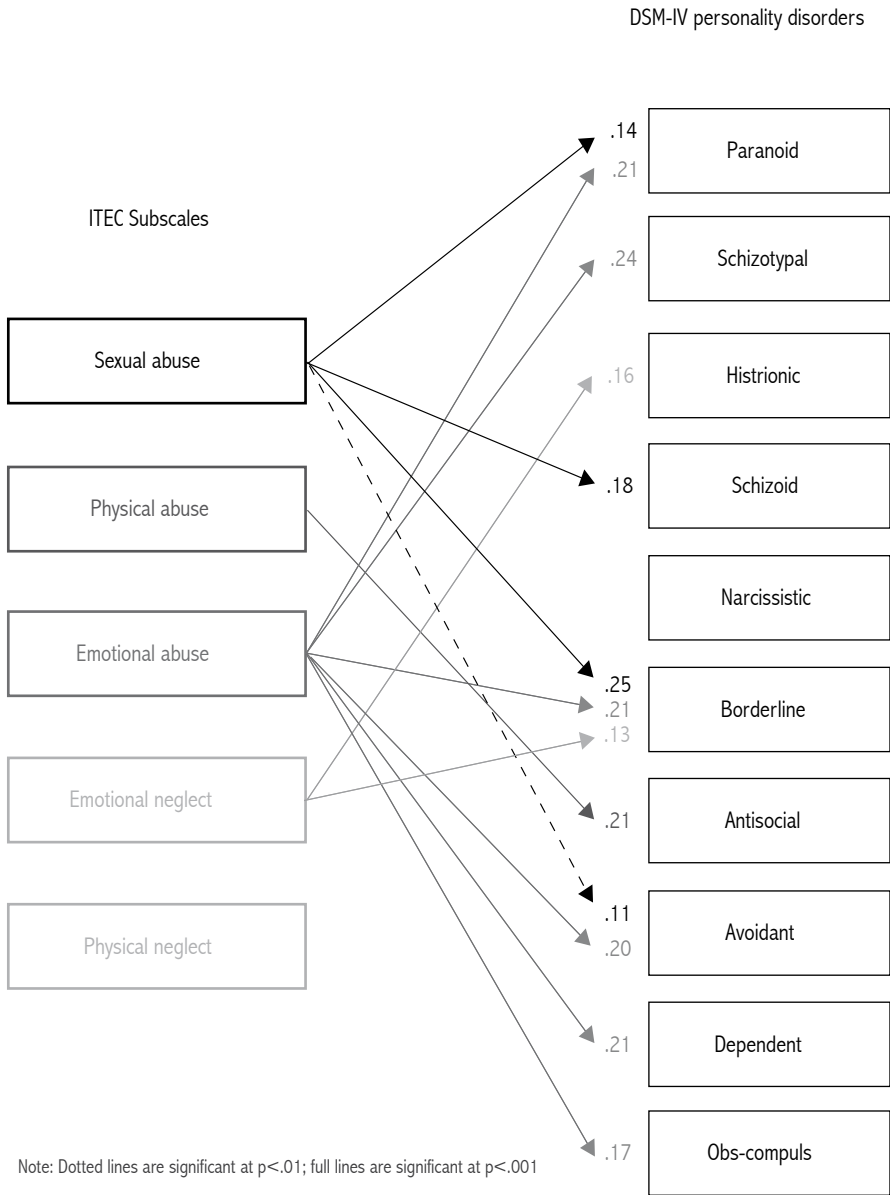 DSM-IV personality disorders
.14
Paranoid
.21
ITEC Subscales
.24
Schizotypal
Sexual abuse
.16
Histrionic
.18
Schizoid
Physical abuse
Narcissistic
Emotional abuse
.25
.21
Borderline
.13
Emotional neglect
.21
Antisocial
.11
Avoidant
.20
Physical neglect
.21
Dependent
.17
Obs-compuls
Note: Dotted lines are significant at p<.01; full lines are significant at p<.001